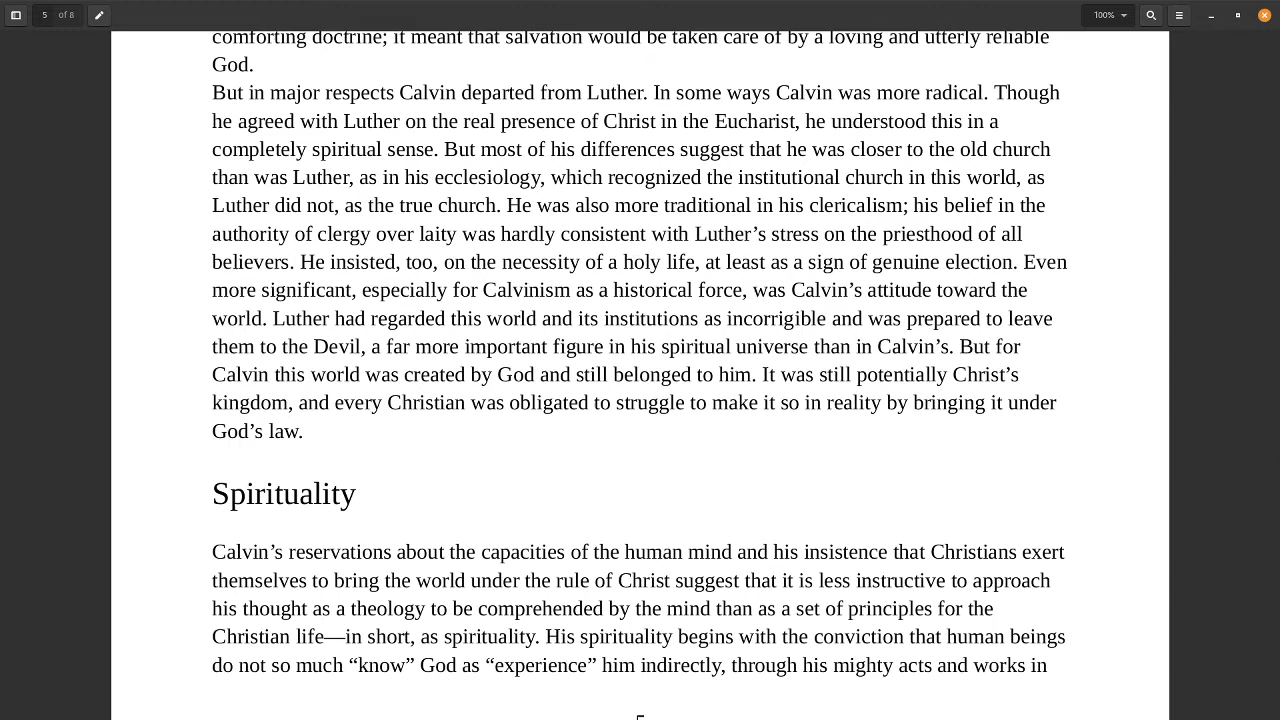 5 of 8
100%
comforting doctrine; it meant that salvation would be taken care of by a loving and utterly reliable
God.
But in major respects Calvin departed from Luther. In some ways Calvin was more radical. Though
he agreed with Luther on the real presence of Christ in the Eucharist, he understood this in a
completely spiritual sense. But most of his differences suggest that he was closer to the old church
than was Luther, as in his ecclesiology, which recognized the institutional church in this world, as
Luther did not, as the true church. He was also more traditional in his clericalism; his belief in the
authority of clergy over laity was hardly consistent with Luther’s stress on the priesthood of all
believers. He insisted, too, on the necessity of a holy life, at least as a sign of genuine election. Even
more significant, especially for Calvinism as a historical force, was Calvin’s attitude toward the
world. Luther had regarded this world and its institutions as incorrigible and was prepared to leave
them to the Devil, a far more important figure in his spiritual universe than in Calvin’s. But for
Calvin this world was created by God and still belonged to him. It was still potentially Christ’s
kingdom, and every Christian was obligated to struggle to make it so in reality by bringing it under
God’s law.
Spirituality
Calvin’s reservations about the capacities of the human mind and his insistence that Christians exert
themselves to bring the world under the rule of Christ suggest that it is less instructive to approach
his thought as a theology to be comprehended by the mind than as a set of principles for the
Christian life—in short, as spirituality. His spirituality begins with the conviction that human beings
do not so much “know” God as “experience” him indirectly, through his mighty acts and works in